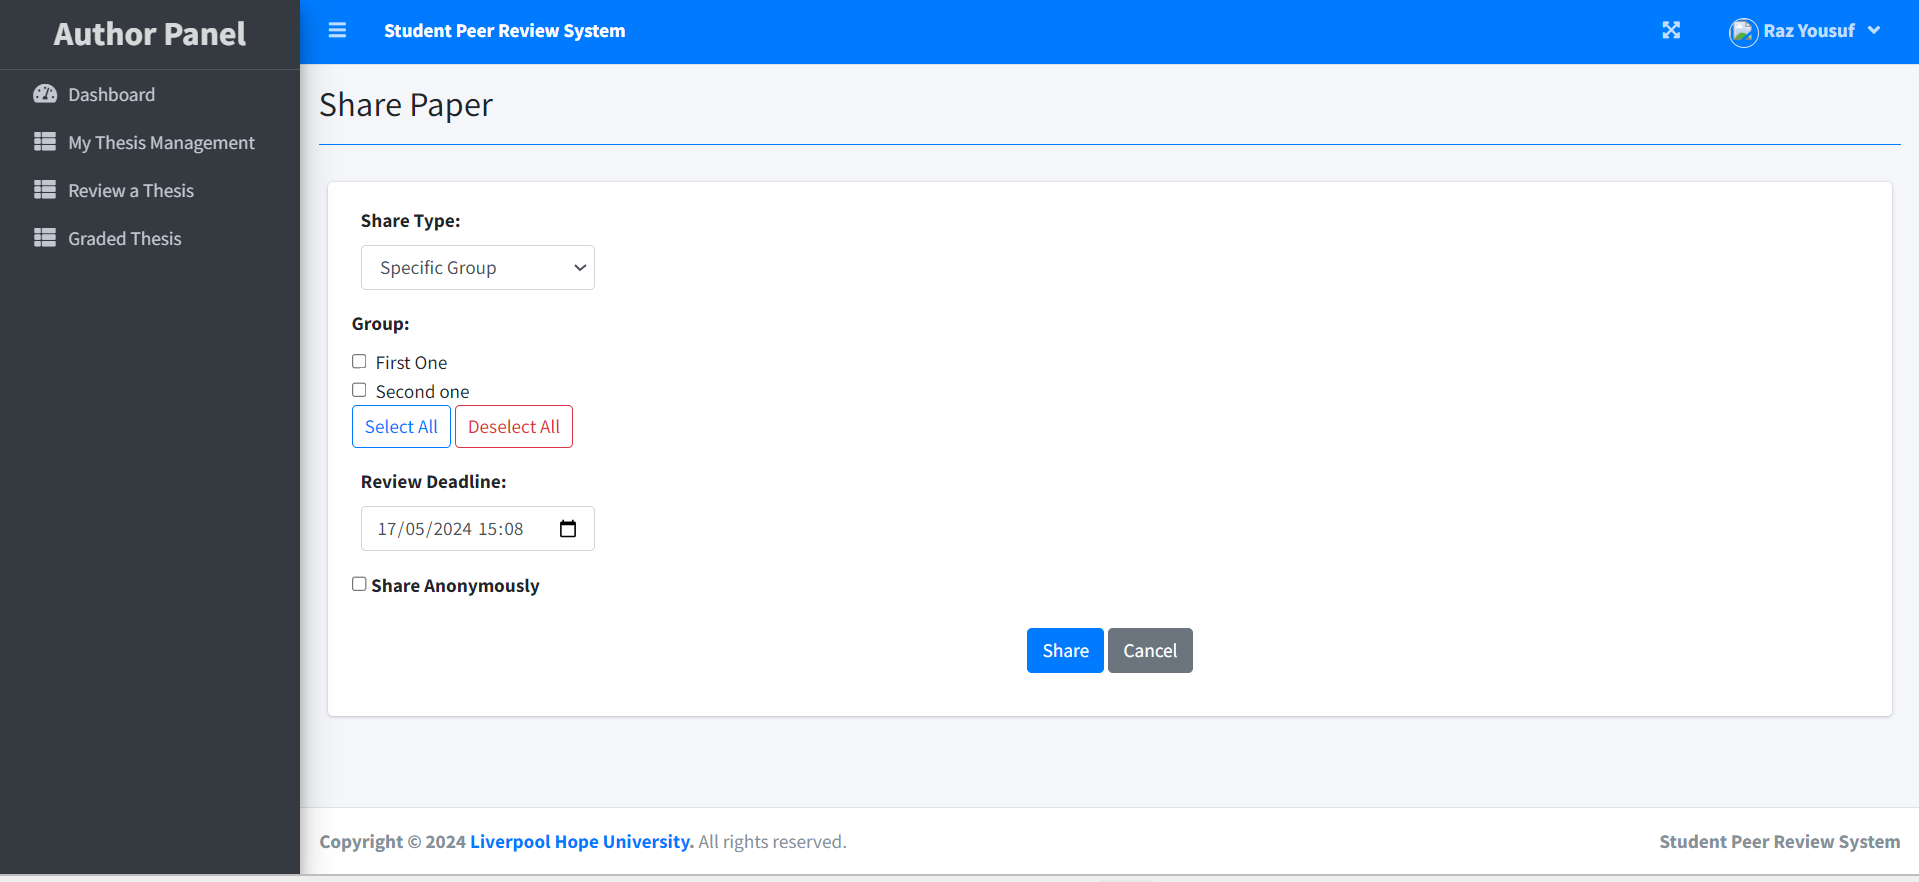 Author Panel
Student Peer Review System
Raz Yousuf
Dashboard
My Thesis Management
Review a Thesis
Graded Thesis
Share Paper
Share Type:
Specific Group
Group:
First One
Second one
Select All Deselect All
Review Deadline:
17/05/2024 15:08
Share Anonymously
Share Cancel
Copyright © 2024 Liverpool Hope University. All rights reserved.
Student Peer Review System